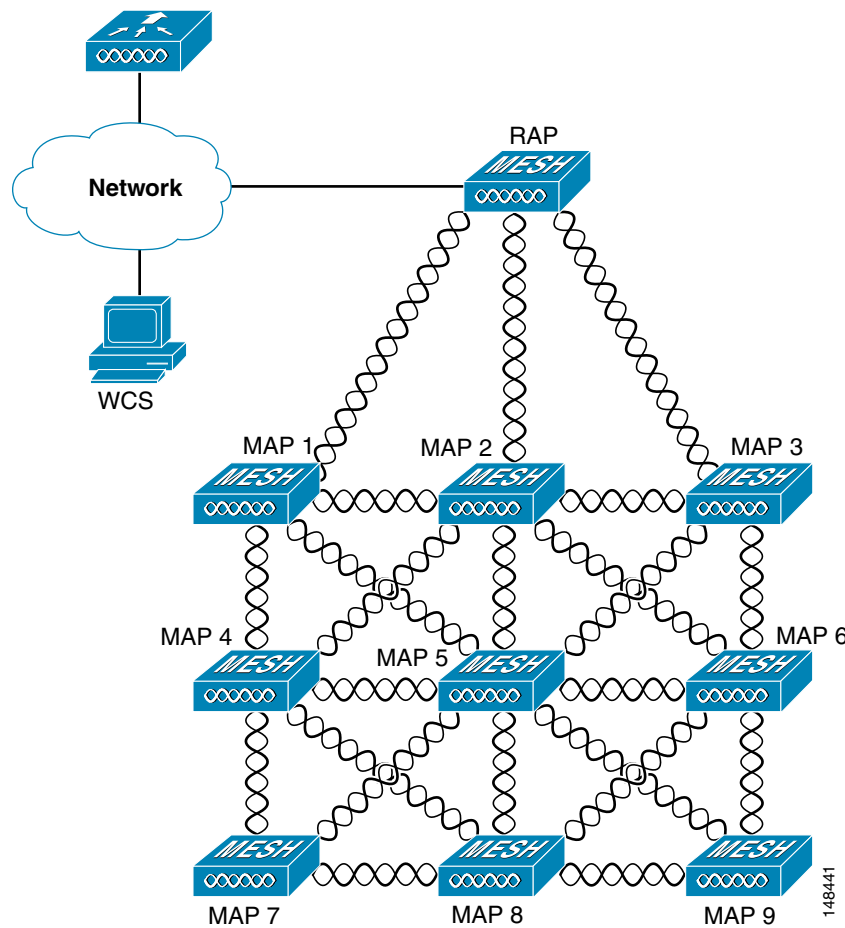 RAP
MESH
Network
WCS
MAP 1
MAP 2
MAP 3
MESH
MESH
MESH
MAP 4
MAP 5
MAP 6
MESH
MESH
MESH
MESH
MESH
MESH
MAP 7
MAP 8
MAP 9
148441